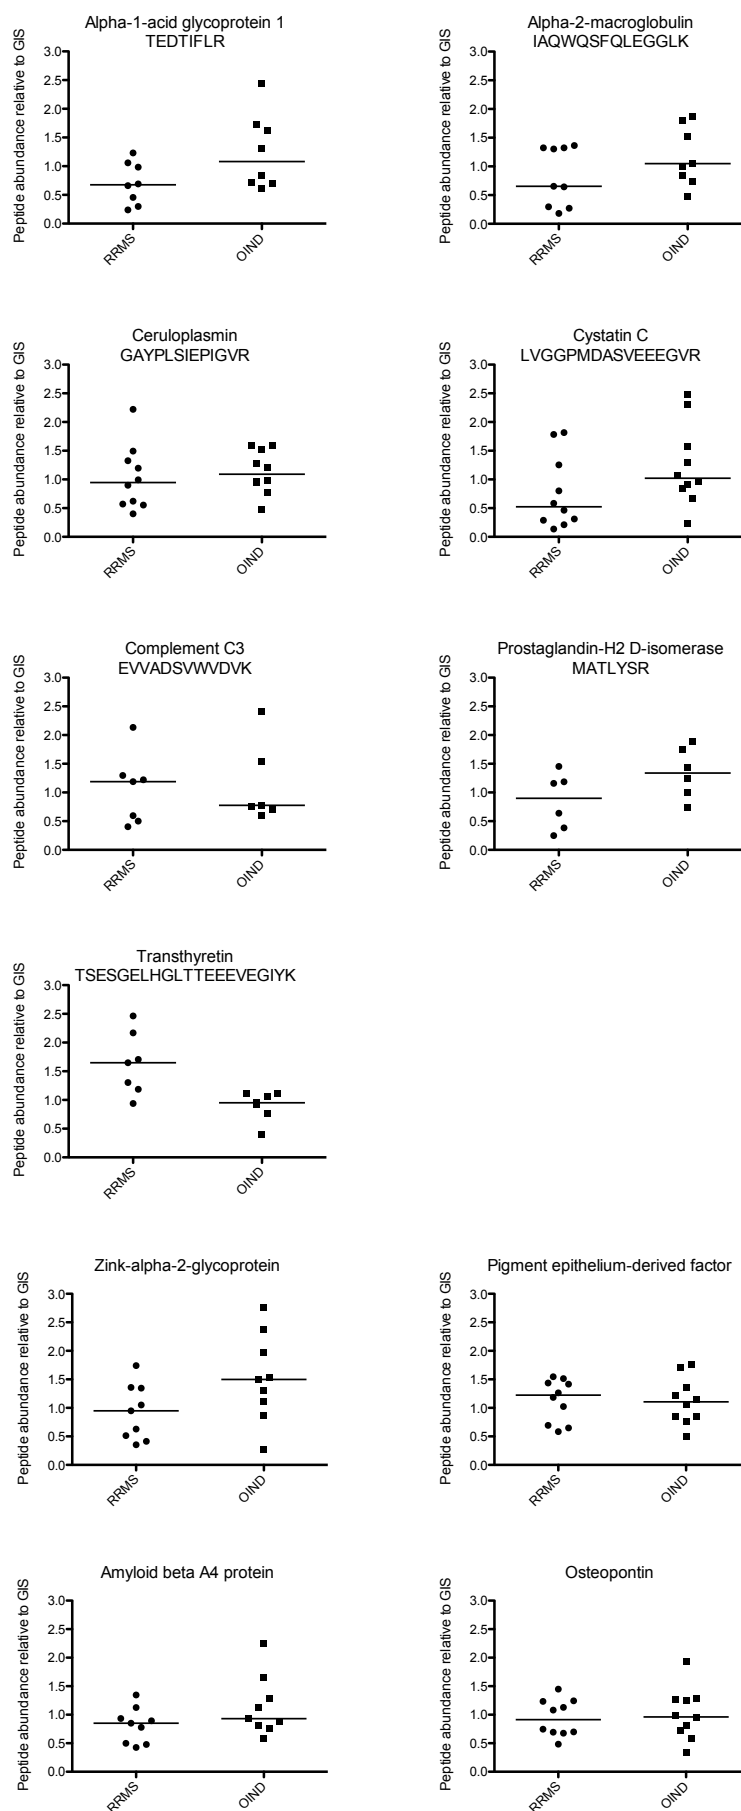 Alpha-1-acid glycoprotein 1
TEDTIFLR
Peptide abundance relative to GIS
3.0
2.5
2.0
1.5
1.0
0.5
0.0
RRMS
OIND
Alpha-2-macroglobulin
IAQWQSFQLEGGLK
Peptide abundance relative to GIS
3.0
2.5
2.0
1.5
1.0
0.5
0.0
RRMS
OIND
Ceruloplasmin
GAYPLSIEPIGVR
Peptide abundance relative to GIS
3.0
2.5
2.0
1.5
1.0
0.5
0.0
RRMS
OIND
Cystatin C
LVGGPMDASVEEEGVR
Peptide abundance relative to GIS
3.0
2.5
2.0
1.5
1.0
0.5
0.0
RRMS
OIND
Complement C3
EVVADSVWVDVK
Peptide abundance relative to GIS
3.0
2.5
2.0
1.5
1.0
0.5
0.0
RRMS
OIND
Prostaglandin-H2 D-isomerase
MATLYSR
Peptide abundance relative to GIS
3.0
2.5
2.0
1.5
1.0
0.5
0.0
RRMS
OIND
Transthyretin
TSESGELHGLTTEEEVEGIYK
Peptide abundance relative to GIS
3.0
2.5
2.0
1.5
1.0
0.5
0.0
RRMS
OIND
Zink-alpha-2-glycoprotein
Peptide abundance relative to GIS
3.0
2.5
2.0
1.5
1.0
0.5
0.0
RRMS
OIND
Pigment epithelium-derived factor
Peptide abundance relative to GIS
3.0
2.5
2.0
1.5
1.0
0.5
0.0
RRMS
OIND
Amyloid beta A4 protein
Peptide abundance relative to GIS
3.0
2.5
2.0
1.5
1.0
0.5
0.0
RRMS
OIND
Osteopontin
Peptide abundance relative to GIS
3.0
2.5
2.0
1.5
1.0
0.5
0.0
RRMS
OIND